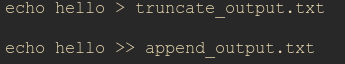 echo hello > truncate_output.txt
echo hello >> append_output.txt